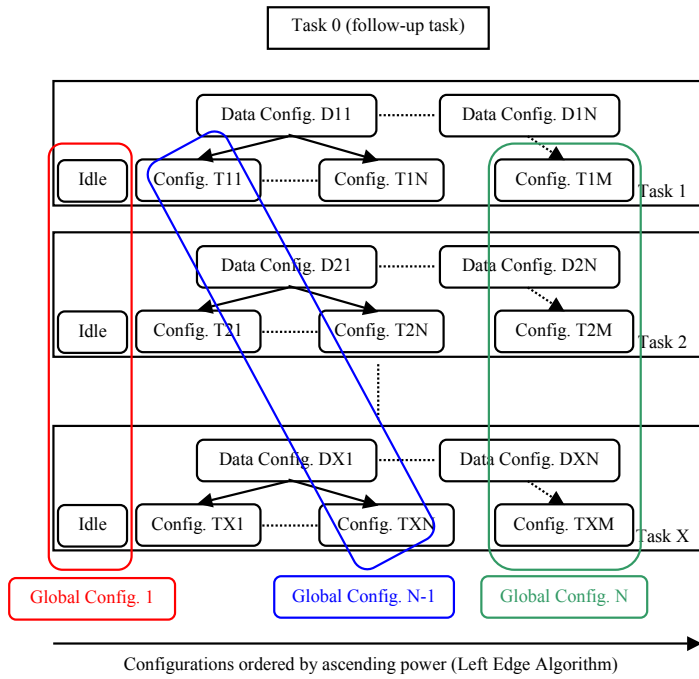 Task 0 (follow-up task)
Data Config. D11
Data Config. D1N
Idle
Config. T11
Config. T1N
Config. T1M
Task 1
Data Config. D21
Data Config. D2N
Idle
Config. T21
Config. T2N
Config. T2M
Task 2
Data Config. DX1
Data Config. DXN
Idle
Config. TX1
Config. TXN
Config. TXM
Task X
Global Config. 1
Global Config. N-1
Global Config. N
Configurations ordered by ascending power (Left Edge Algorithm)